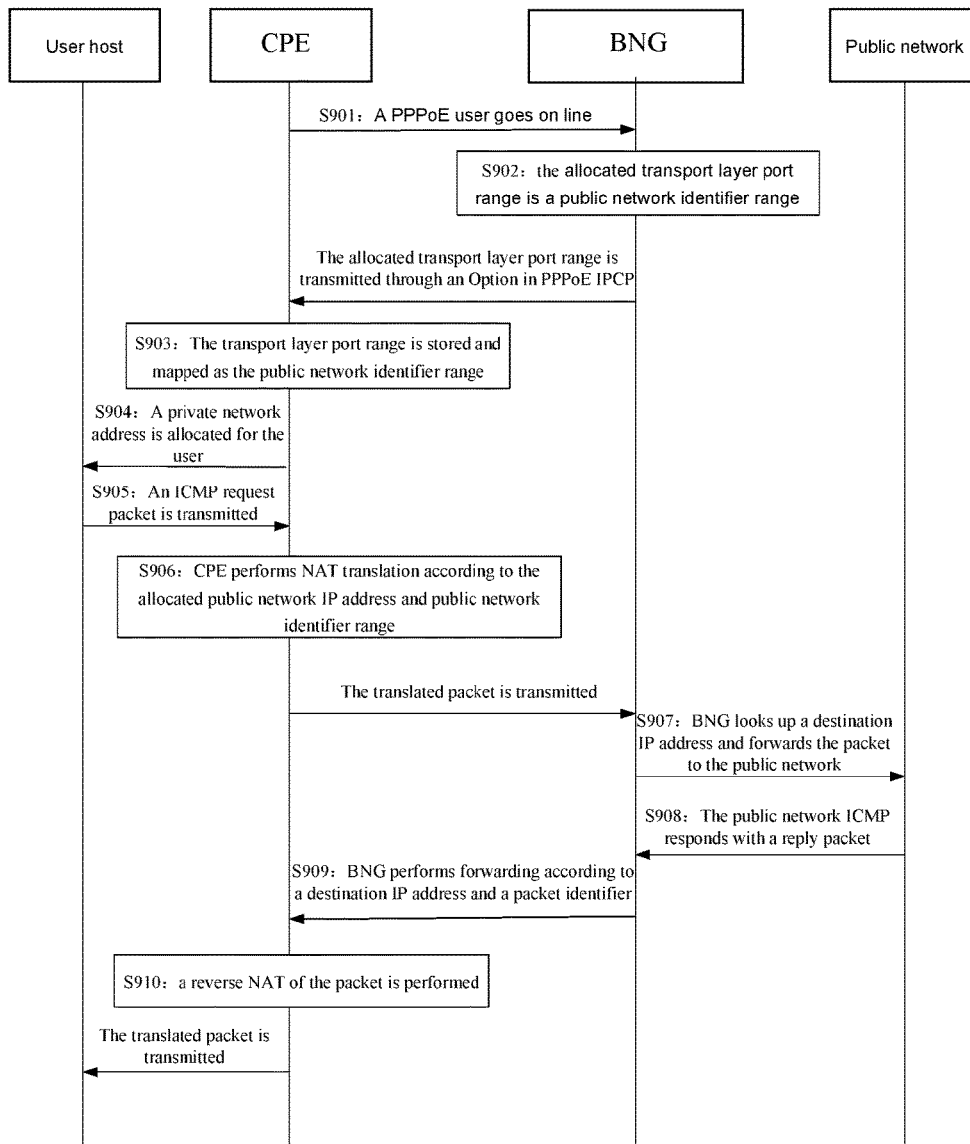 User host
CPE
BNG
Public network
S901：A PPPoE user goes on line
S902：the allocated transport layer port
range is a public network identifier range
The allocated transport layer port range is
transmitted through an Option in PPPoE IPCP
S903：The transport layer port range is stored and
mapped as the public network identifier range
S904：A private network
address is allocated for the
user
S905：An ICMP request
packet is transmitted
S906：CPE performs NAT translation according to the
allocated public network IP address and public network
identifier range
The translated packet is transmitted
S907：BNG looks up a destination
IP address and forwards the packet
to the public network
S908：The public network ICMP
responds with a reply packet
S909：BNG performs forwarding according to
a destination IP address and a packet identifier
S910：a reverse NAT of the packet is performed
The translated packet is
transmitted